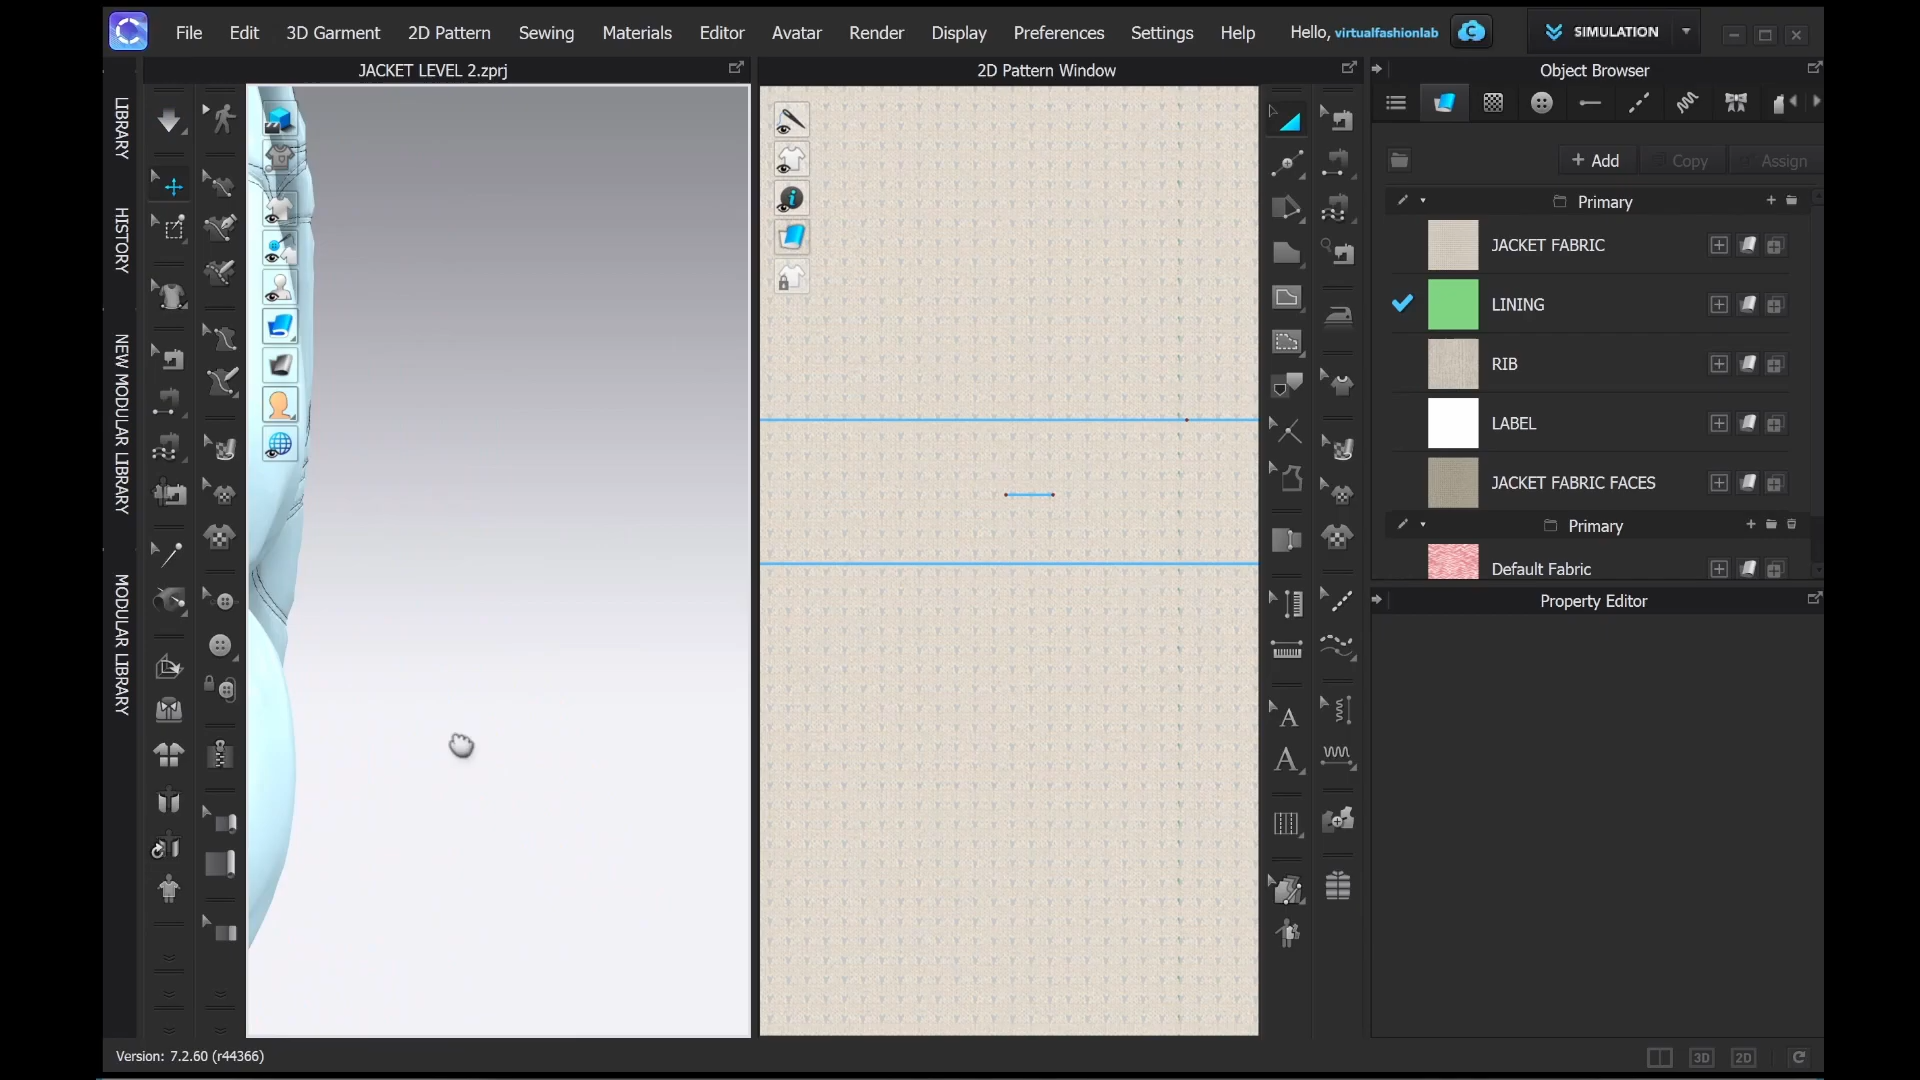 File Edit 3D Garment 2D Pattern Sewing Materials Editor Avatar Render Display Preferences Settings Help Hello, virtualfashionlab SIMULATION
JACKET LEVEL 2.zprj
2D Pattern Window
Object Browser
LIBRARY
HISTORY
NEW MODULAR LIBRARY
MODULAR LIBRARY
+ Add Copy Assign
Primary
JACKET FABRIC
LINING
RIB
LABEL
JACKET FABRIC FACES
Primary
Default Fabric
Property Editor
A
A
Version: 7.2.60 (r44366)
3D 2D